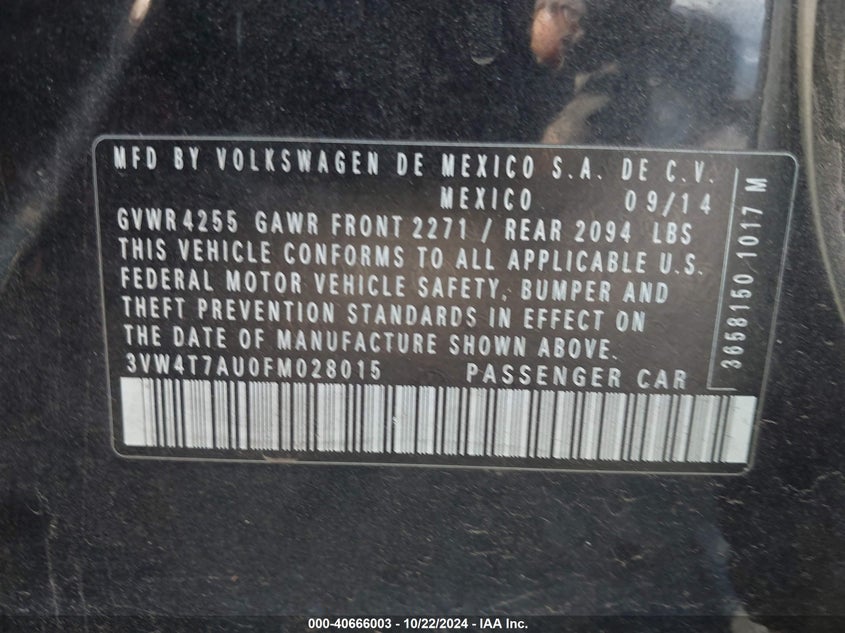 MFD BY VOLKSWAGEN DE MEXICO S.A. DE C.V.
MEXICO 09/14
GVWR 4255 GAWR FRONT 2271 / REAR 2094 LBS
THIS VEHICLE CONFORMS TO ALL APPLICABLE U.S.
FEDERAL MOTOR VEHICLE SAFETY, BUMPER AND
THEFT PREVENTION STANDARDS IN EFFECT ON
THE DATE OF MANUFACTURE SHOWN ABOVE.
3VW4T7AU0FM028015 PASSENGER CAR
3658150 1017 M
000-40666003 - 10/22/2024 - IAA Inc.